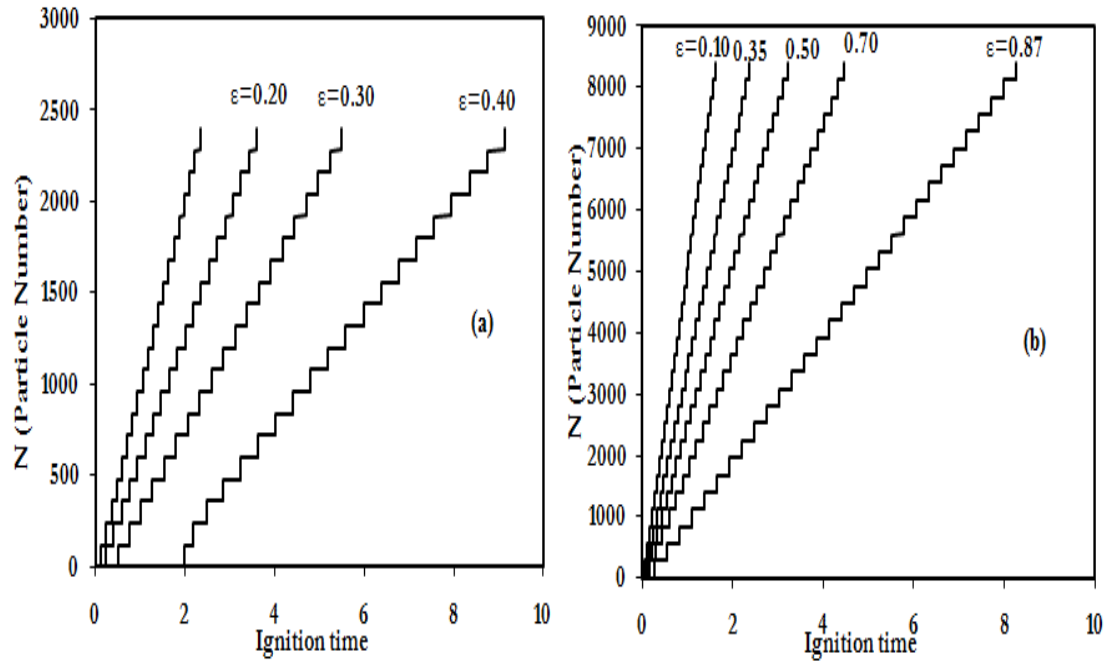 3000
2500
2000
1500
1000
500
0
N (Particle Number)
ε=0.20
ε=0.30
ε=0.40
(a)
0 2 4 6 8 10
Ignition time
9000
8000
7000
6000
5000
4000
3000
2000
1000
0
N (Particle Number)
ε=0.10 0.35 0.50 0.70 ε=0.87
(b)
0 2 4 6 8 10
Ignition time